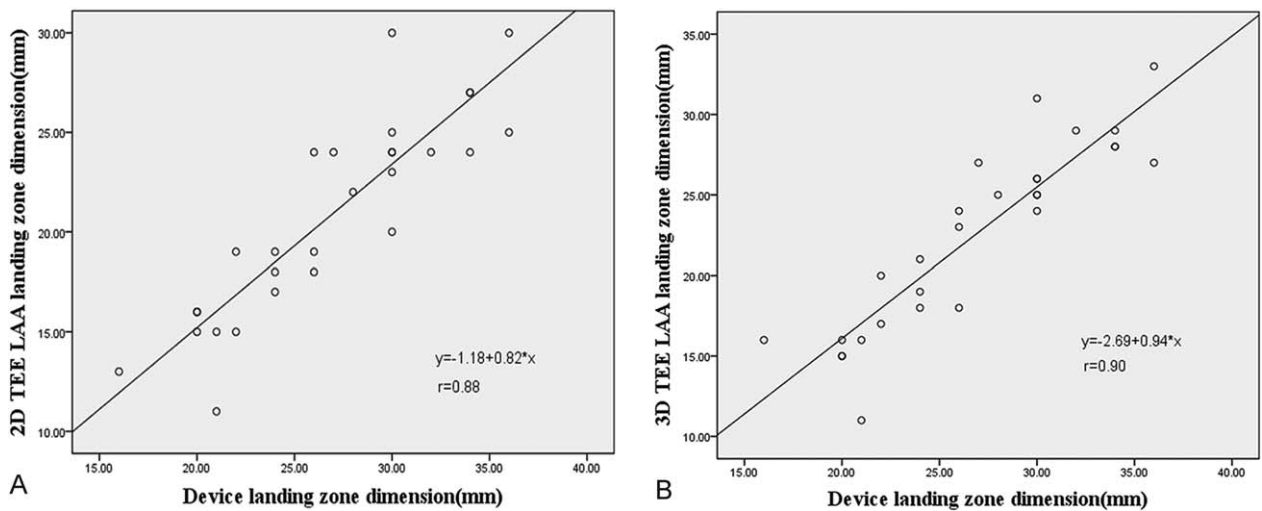 2D TEE LAA landing zone dimension(mm)
30.00
25.00
20.00
15.00
10.00
y=-1.18+0.82*x
r=0.88
15.00 20.00 25.00 30.00 35.00 40.00
Device landing zone dimension(mm)
A
3D TEE LAA landing zone dimension(mm)
35.00
30.00
25.00
20.00
15.00
10.00
y=-2.69+0.94*x
r=0.90
15.00 20.00 25.00 30.00 35.00 40.00
Device landing zone dimension(mm)
B